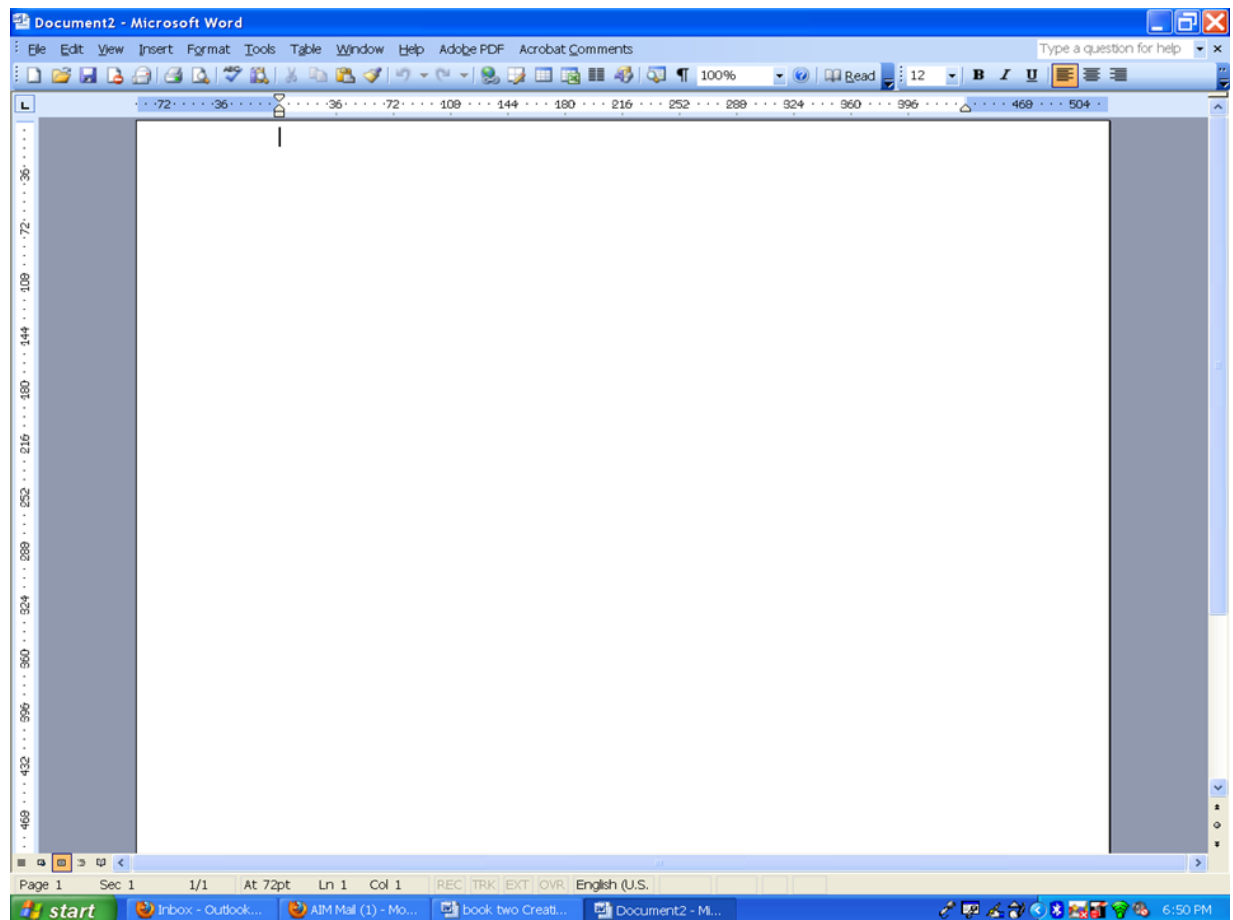 Document2 - Microsoft Word
File Edit View Insert Format Tools Table Window Help Adobe PDF Acrobat Comments Type a question for help
100% Read 12 B I U
L 72 36 36 72 108 144 180 216 252 288 324 360 396 468 504
36
72
108
144
180
216
252
288
324
360
396
432
468
Page 1 Sec 1 1/1 At 72pt Ln 1 Col 1 REC TRK EXT OVR English (U.S.
start Inbox - Outlook... AIM Mail (1) - Mo... book two Creati... Document2 - Mi... 6:50 PM